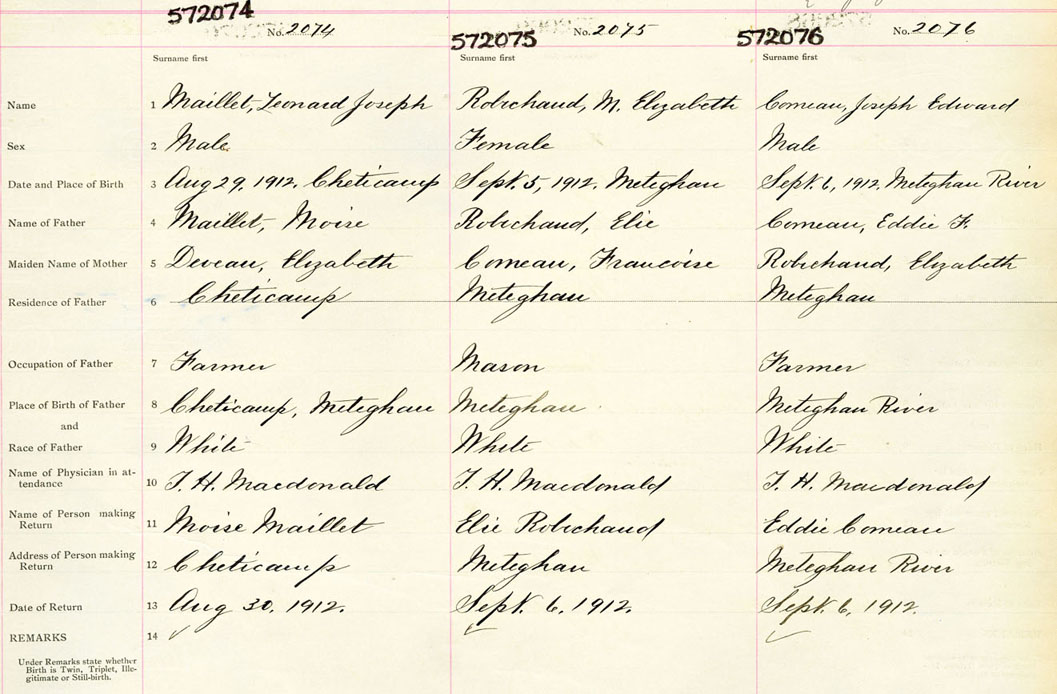 572074 No. 2074 572075 No. 2075 572076 No. 2076
Surname first Surname first Surname first
Name 1 Maillet, Leonard Joseph Robichaud, M. Elizabeth Comeau, Joseph Edward
Sex 2 Male Female Male
Date and Place of Birth 3 Aug 29, 1912. Cheticamp Sept. 5, 1912. Meteghan Sept. 6, 1912, Meteghan River
Name of Father 4 Maillet, Moise Robichaud, Elie Comeau, Eddie F.
Maiden Name of Mother 5 Deveau, Elizabeth Comeau, Francoise Robichaud, Elizabeth
Residence of Father 6 Cheticamp Meteghan Meteghan
Occupation of Father 7 Farmer Mason Farmer
Place of Birth of Father 8 Cheticamp, Meteghan Meteghan Meteghan River
and
Race of Father 9 White White White
Name of Physician in at-
tendance 10 T. H. Macdonald T. H. Macdonald T. H. Macdonald
Name of Person making
Return 11 Moise Maillet Elie Robichaud Eddie Comeau
Address of Person making
Return 12 Cheticamp Meteghan Meteghan River
Date of Return 13 Aug 30, 1912. Sept. 6, 1912. Sept. 6, 1912.
REMARKS 14
Under Remarks state whether
Birth is Twin, Triplet, Ille-
gitimate or Still-birth.